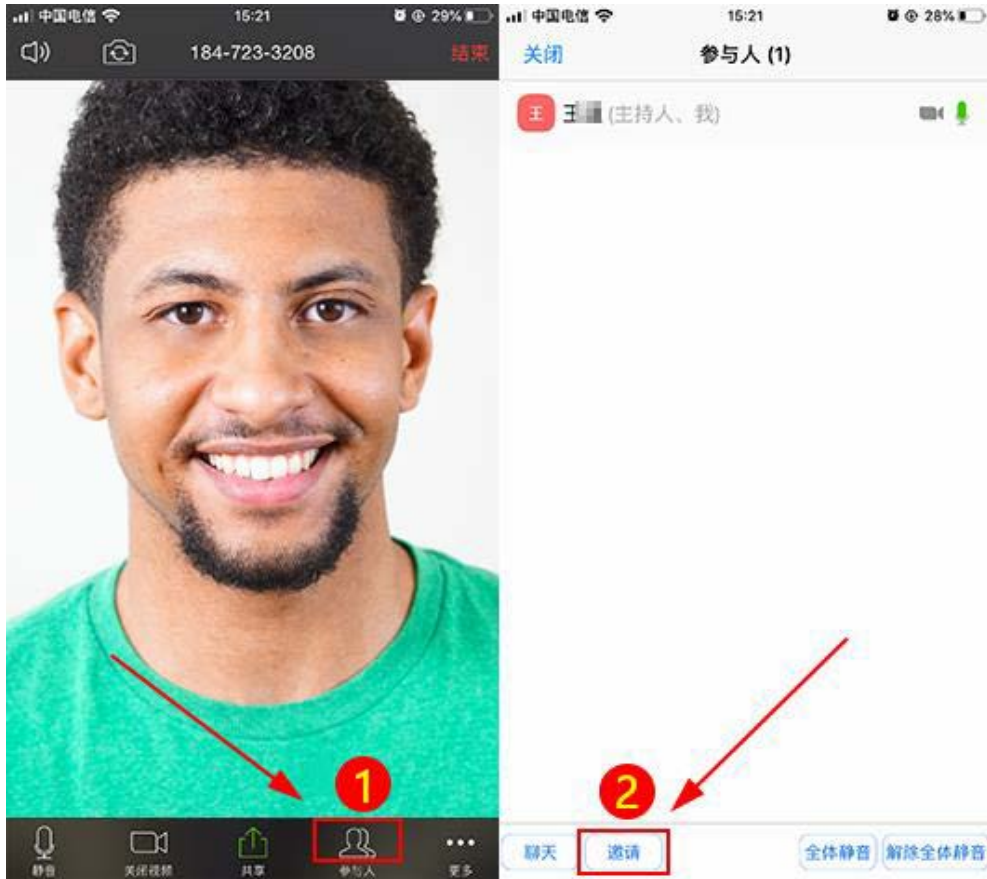 中国电信 15:21 29%
184-723-3208 结束
1
静音 关闭视频 共享 参与人 更多
中国电信 15:21 28%
关闭 参与人 (1)
王 王 (主持人、我)
2
聊天 邀请 全体静音 解除全体静音